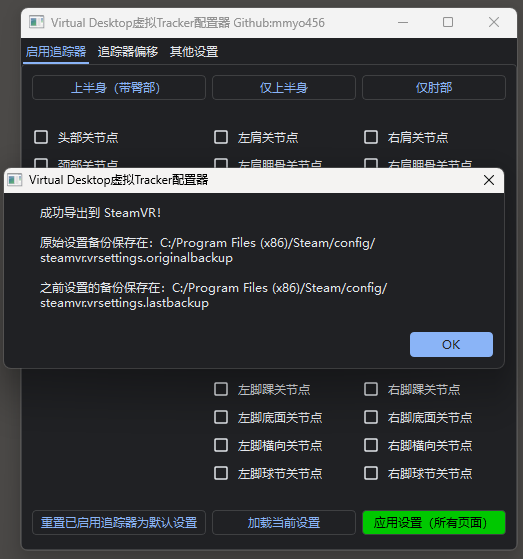 Virtual Desktop虚拟Tracker配置器 Github:mmyo456
启用追踪器 追踪器偏移 其他设置
上半身（带臀部） 仅上半身 仅肘部
头部关节点 左肩关节点 右肩关节点
颈部关节点 左肩胛骨关节点 右肩胛骨关节点
Virtual Desktop虚拟Tracker配置器
成功导出到 SteamVR!
原始设置备份保存在：C:/Program Files (x86)/Steam/config/
steamvr.vrsettings.originalbackup
之前设置的备份保存在：C:/Program Files (x86)/Steam/config/
steamvr.vrsettings.lastbackup
OK
左脚踝关节点 右脚踝关节点
左脚底面关节点 右脚底面关节点
左脚横向关节点 右脚横向关节点
左脚球节关节点 右脚球节关节点
重置已启用追踪器为默认设置 加载当前设置 应用设置（所有页面）